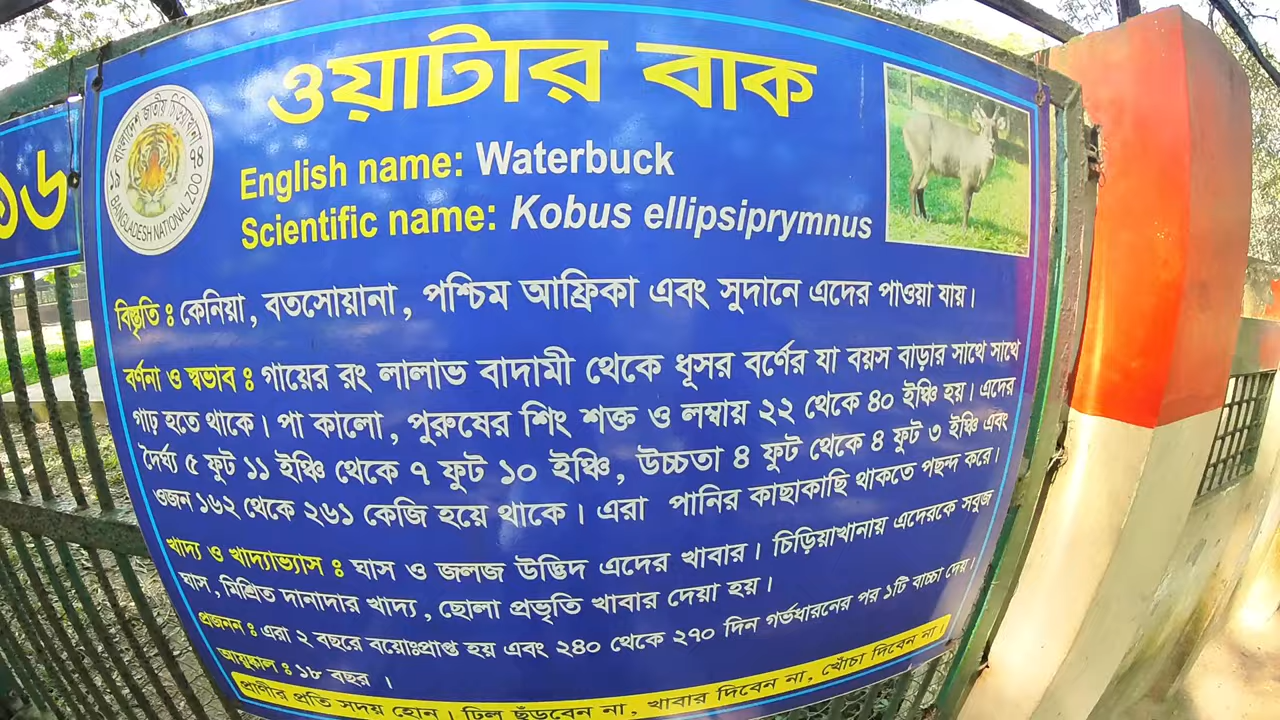 ওয়াটার বাক
১৯ বাংলাদেশ জাতীয় চিড়িয়াখানা ৭৪
BANGLADESH NATIONAL ZOO
১৬
English name: Waterbuck
Scientific name: Kobus ellipsiprymnus
বিস্তৃতি ঃ কেনিয়া, বতসোয়ানা, পশ্চিম আফ্রিকা এবং সুদানে এদের পাওয়া যায়।
বর্ণনা ও স্বভাব ঃ গায়ের রং লালাভ বাদামী থেকে ধূসর বর্ণের যা বয়স বাড়ার সাথে সাথে
গাঢ় হতে থাকে। পা কালো, পুরুষের শিং শক্ত ও লম্বায় ২২ থেকে ৪০ ইঞ্চি হয়। এদের
দৈর্ঘ্য ৫ ফুট ১১ ইঞ্চি থেকে ৭ ফুট ১০ ইঞ্চি, উচ্চতা ৪ ফুট থেকে ৪ ফুট ৩ ইঞ্চি এবং
ওজন ১৬২ থেকে ২৬১ কেজি হয়ে থাকে। এরা পানির কাছাকাছি থাকতে পছন্দ করে।
খাদ্য ও খাদ্যাভ্যাস ঃ ঘাস ও জলজ উদ্ভিদ এদের খাবার। চিড়িয়াখানায় এদেরকে সবুজ
ঘাস, মিশ্রিত দানাদার খাদ্য, ছোলা প্রভৃতি খাবার দেয়া হয়।
প্রজনন ঃ এরা ২ বছরে বয়োঃপ্রাপ্ত হয় এবং ২৪০ থেকে ২৭০ দিন গর্ভধারনের পর ১টি বাচ্চা দেয়।
আয়ুষ্কাল ঃ ১৮ বছর ।
প্রাণীর প্রতি সদয় হোন। ঢিল ছুঁড়বেন না, খাবার দিবেন না, খোঁচা দিবেন না।